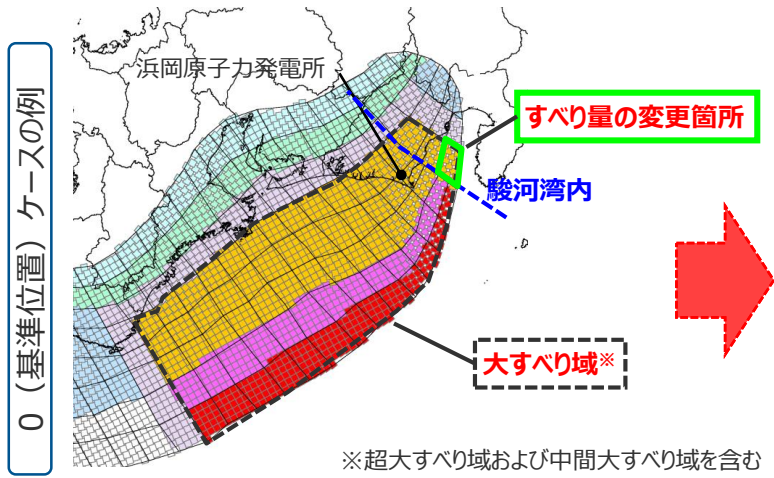 0（基準位置）ケースの例
浜岡原子力発電所
すべり量の変更箇所
駿河湾内
大すべり域※
※超大すべり域および中間大すべり域を含む